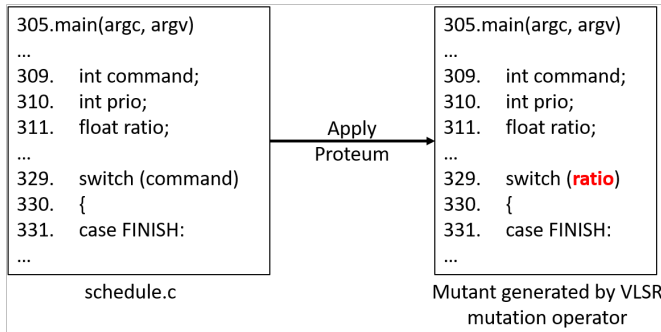 305.main(argc, argv)
...
309. int command;
310. int prio;
311. float ratio;
...
329. switch (command)
330. {
331. case FINISH:
...
schedule.c
Apply
Proteum
305.main(argc, argv)
...
309. int command;
310. int prio;
311. float ratio;
...
329. switch (ratio)
330. {
331. case FINISH:
...
Mutant generated by VLSR
mutation operator